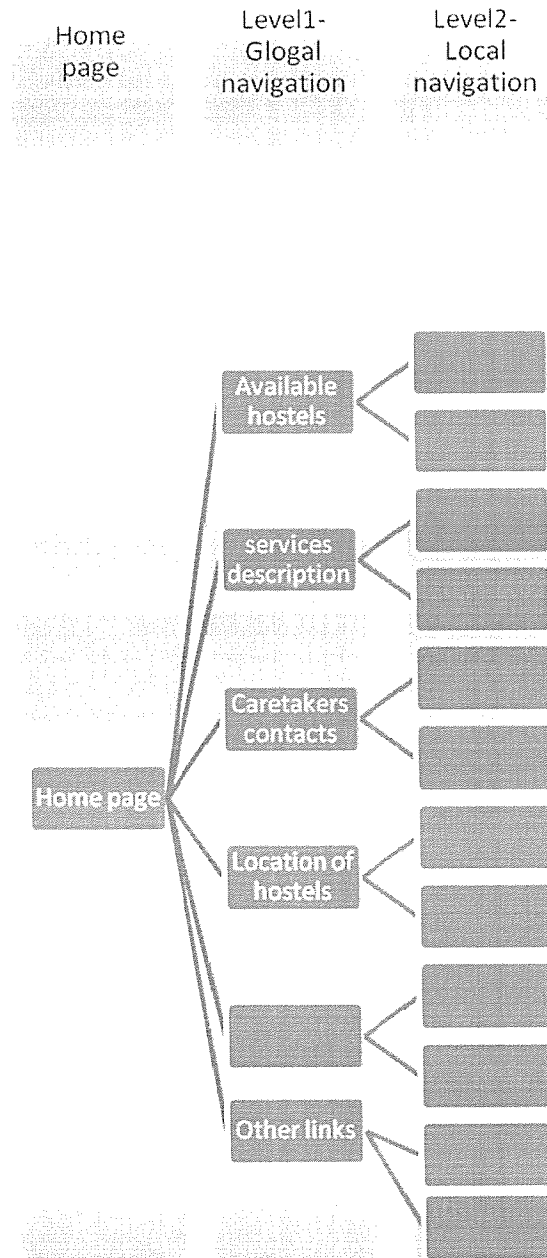 Home
page
Level1-
Glogal
navigation
Level2-
Local
navigation
Available
hostels
services
description
Caretakers
contacts
Home page
Location of
hostels
Other links